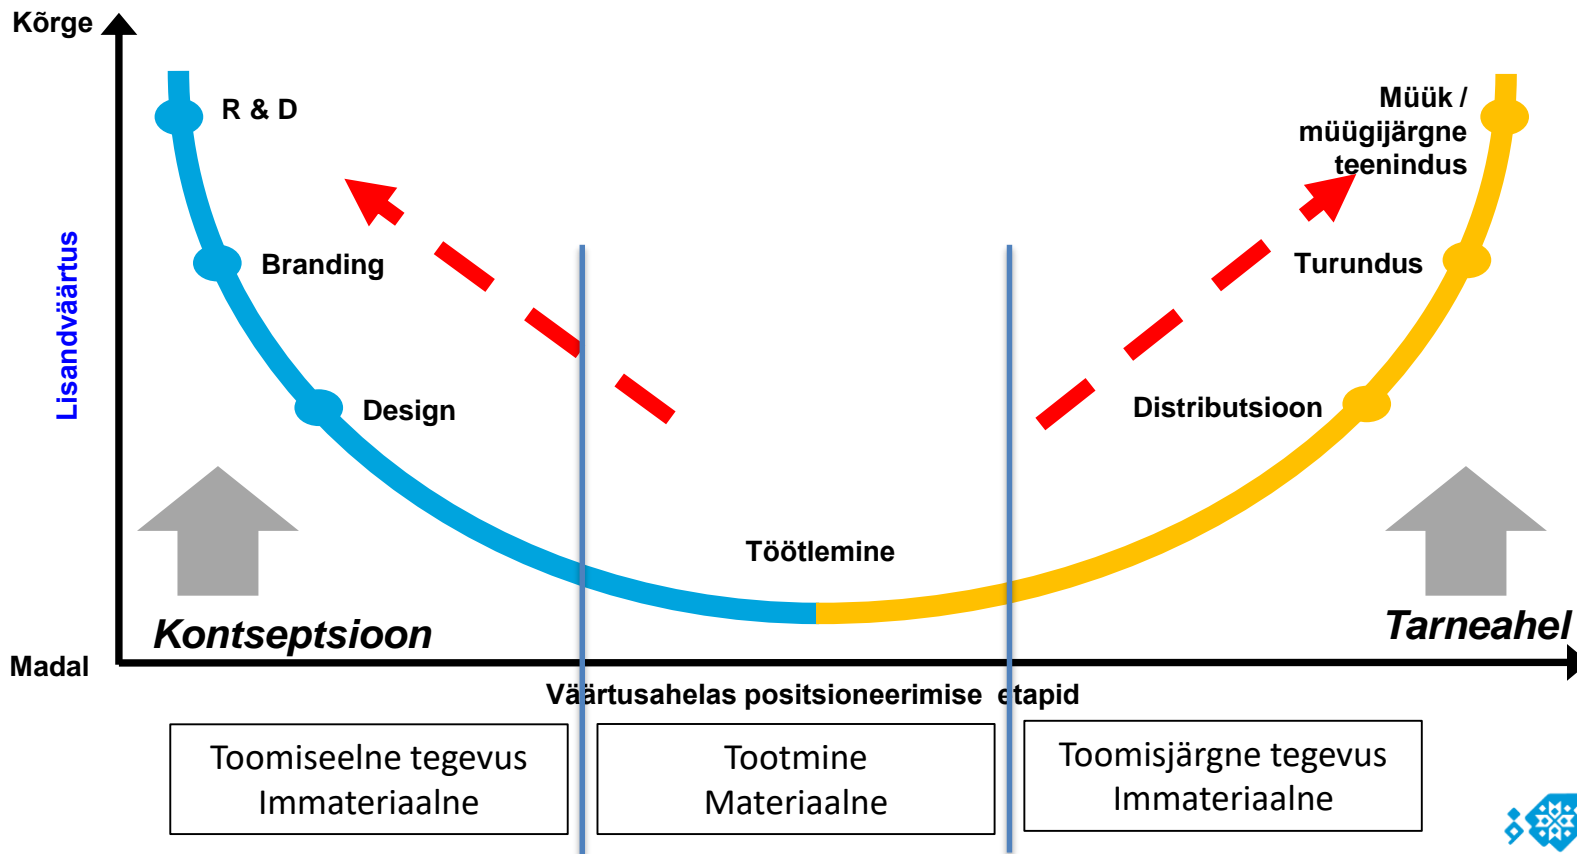 Kõrge
R & D
Müük /
müügijärgne
teenindus
Branding
Turundus
Lisandväärtus
Design
Distributsioon
Töötlemine
Kontseptsioon
Tarneahel
Madal
Väärtusahelas positsioneerimise etapid
Toomiseelne tegevus
Immateriaalne
Tootmine
Materiaalne
Toomisjärgne tegevus
Immateriaalne